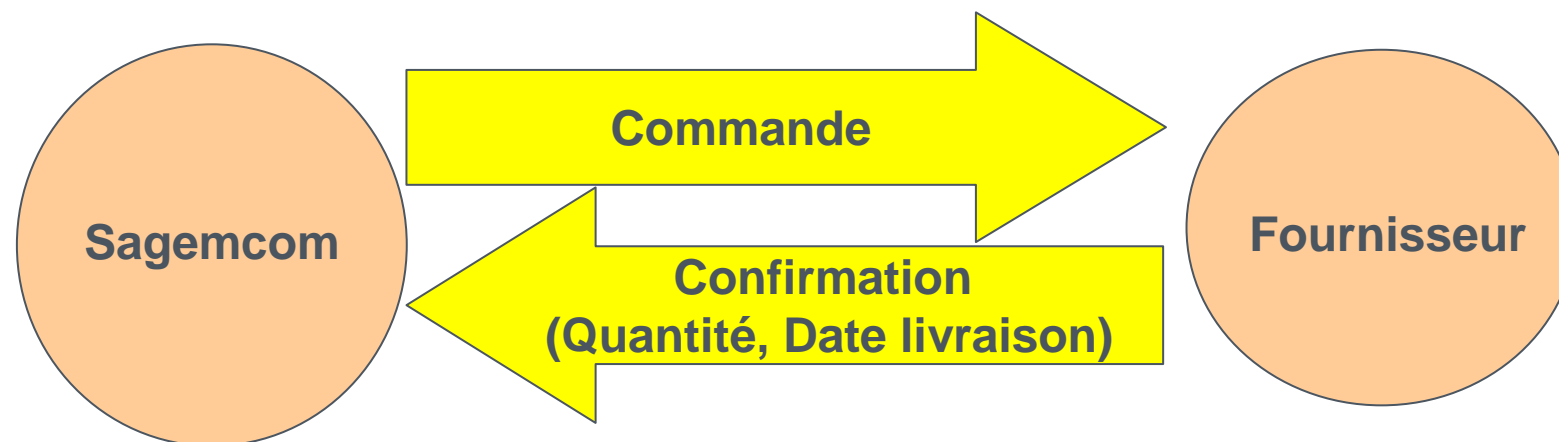 Commande
Sagemcom
Fournisseur
Confirmation
(Quantité, Date livraison)